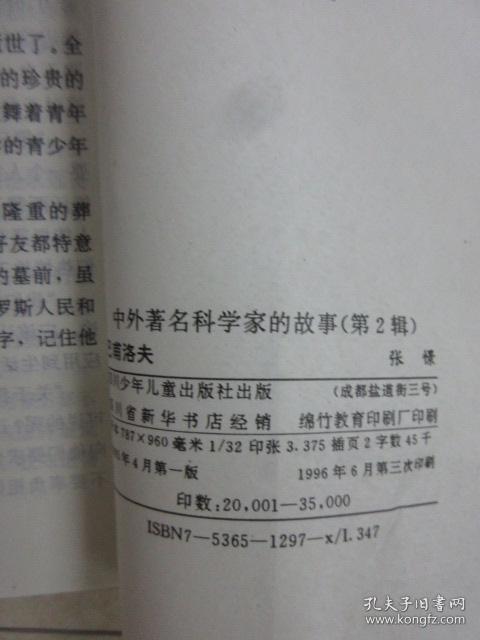 世了。全
的珍贵的
舞着青年
的青少年
隆重的葬
好友都特意
的墓前，虽
罗斯人民和
字，记住他
中外著名科学家的故事(第2辑)
巴甫洛夫
张 憬
四川少年儿童出版社出版 (成都盐道街三号)
四川省新华书店经销 绵竹教育印刷厂印刷
787×960毫米 1/32 印张 3.375 插页 2 字数 45千
年4月第一版 1996年6月第三次印刷
印数：20,001—35,000
ISBN7—5365—1297—x/I.347
孔夫子旧书网
www.kongfz.com